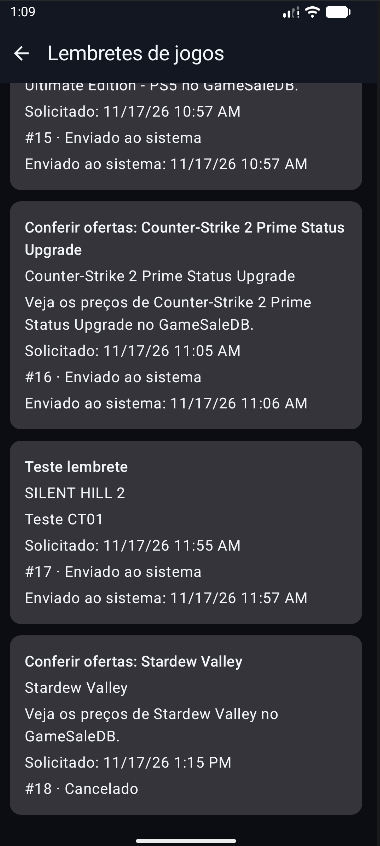 1:09
Lembretes de jogos
Ultimate Edition - PS5 no GameSaleDB.
Solicitado: 11/17/26 10:57 AM
#15 · Enviado ao sistema
Enviado ao sistema: 11/17/26 10:57 AM
Conferir ofertas: Counter-Strike 2 Prime Status
Upgrade
Counter-Strike 2 Prime Status Upgrade
Veja os preços de Counter-Strike 2 Prime
Status Upgrade no GameSaleDB.
Solicitado: 11/17/26 11:05 AM
#16 · Enviado ao sistema
Enviado ao sistema: 11/17/26 11:06 AM
Teste lembrete
SILENT HILL 2
Teste CT01
Solicitado: 11/17/26 11:55 AM
#17 · Enviado ao sistema
Enviado ao sistema: 11/17/26 11:57 AM
Conferir ofertas: Stardew Valley
Stardew Valley
Veja os preços de Stardew Valley no
GameSaleDB.
Solicitado: 11/17/26 1:15 PM
#18 · Cancelado